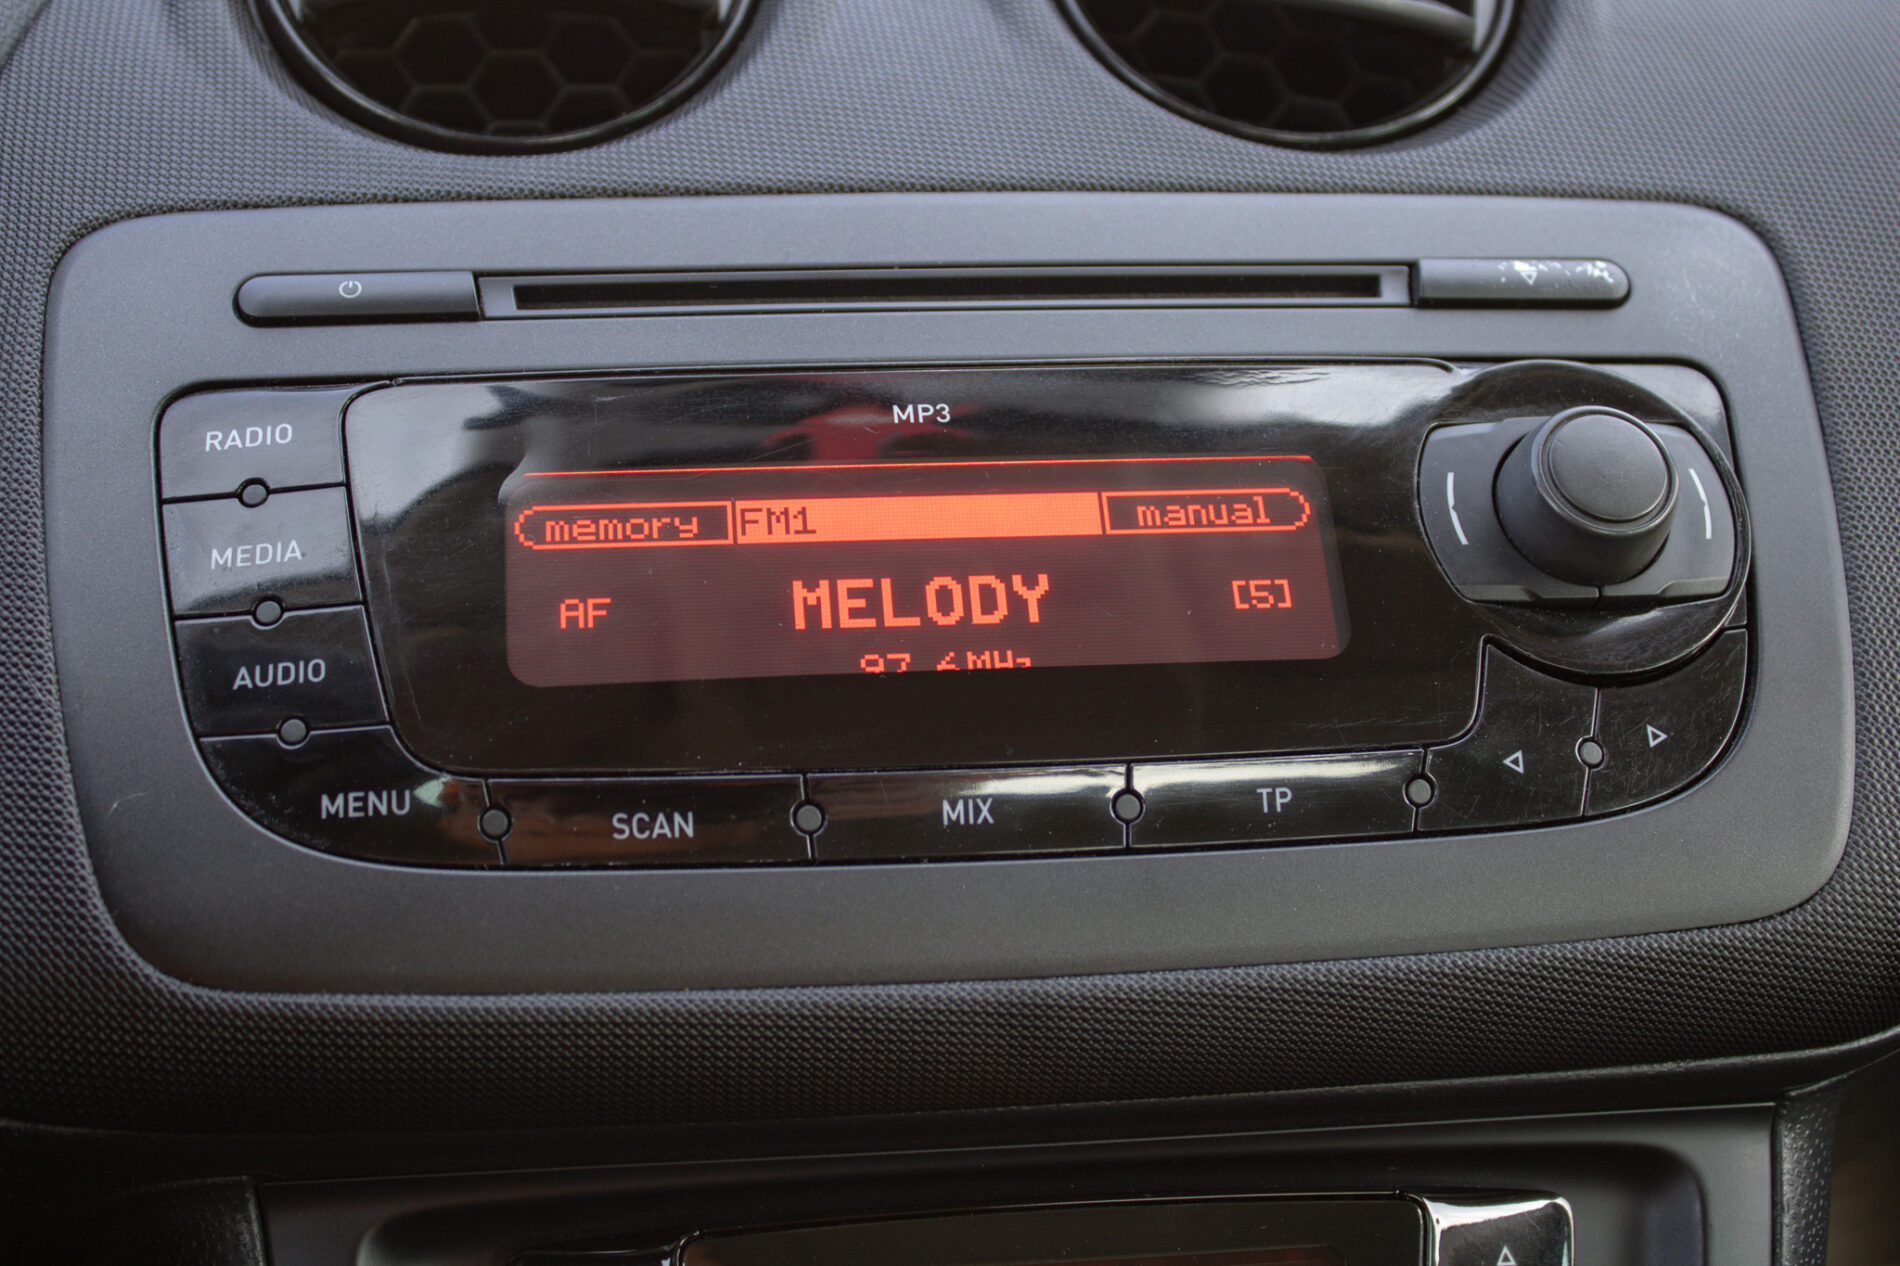 MP3
RADIO
memory FM1 manual
MEDIA
AF MELODY [5]
AUDIO
MENU SCAN MIX TP